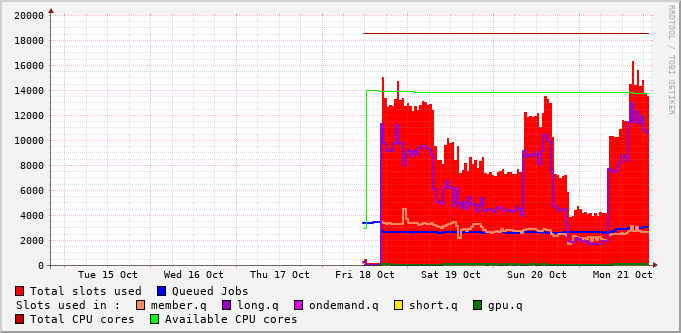 20000
18000
16000
14000
12000
10000
8000
6000
4000
2000
0
Tue 15 Oct Wed 16 Oct Thu 17 Oct Fri 18 Oct Sat 19 Oct Sun 20 Oct Mon 21 Oct
RRDTOOL / TOBI OETIKER
Total slots used Queued Jobs
Slots used in : member.q long.q ondemand.q short.q gpu.q
Total CPU cores Available CPU cores